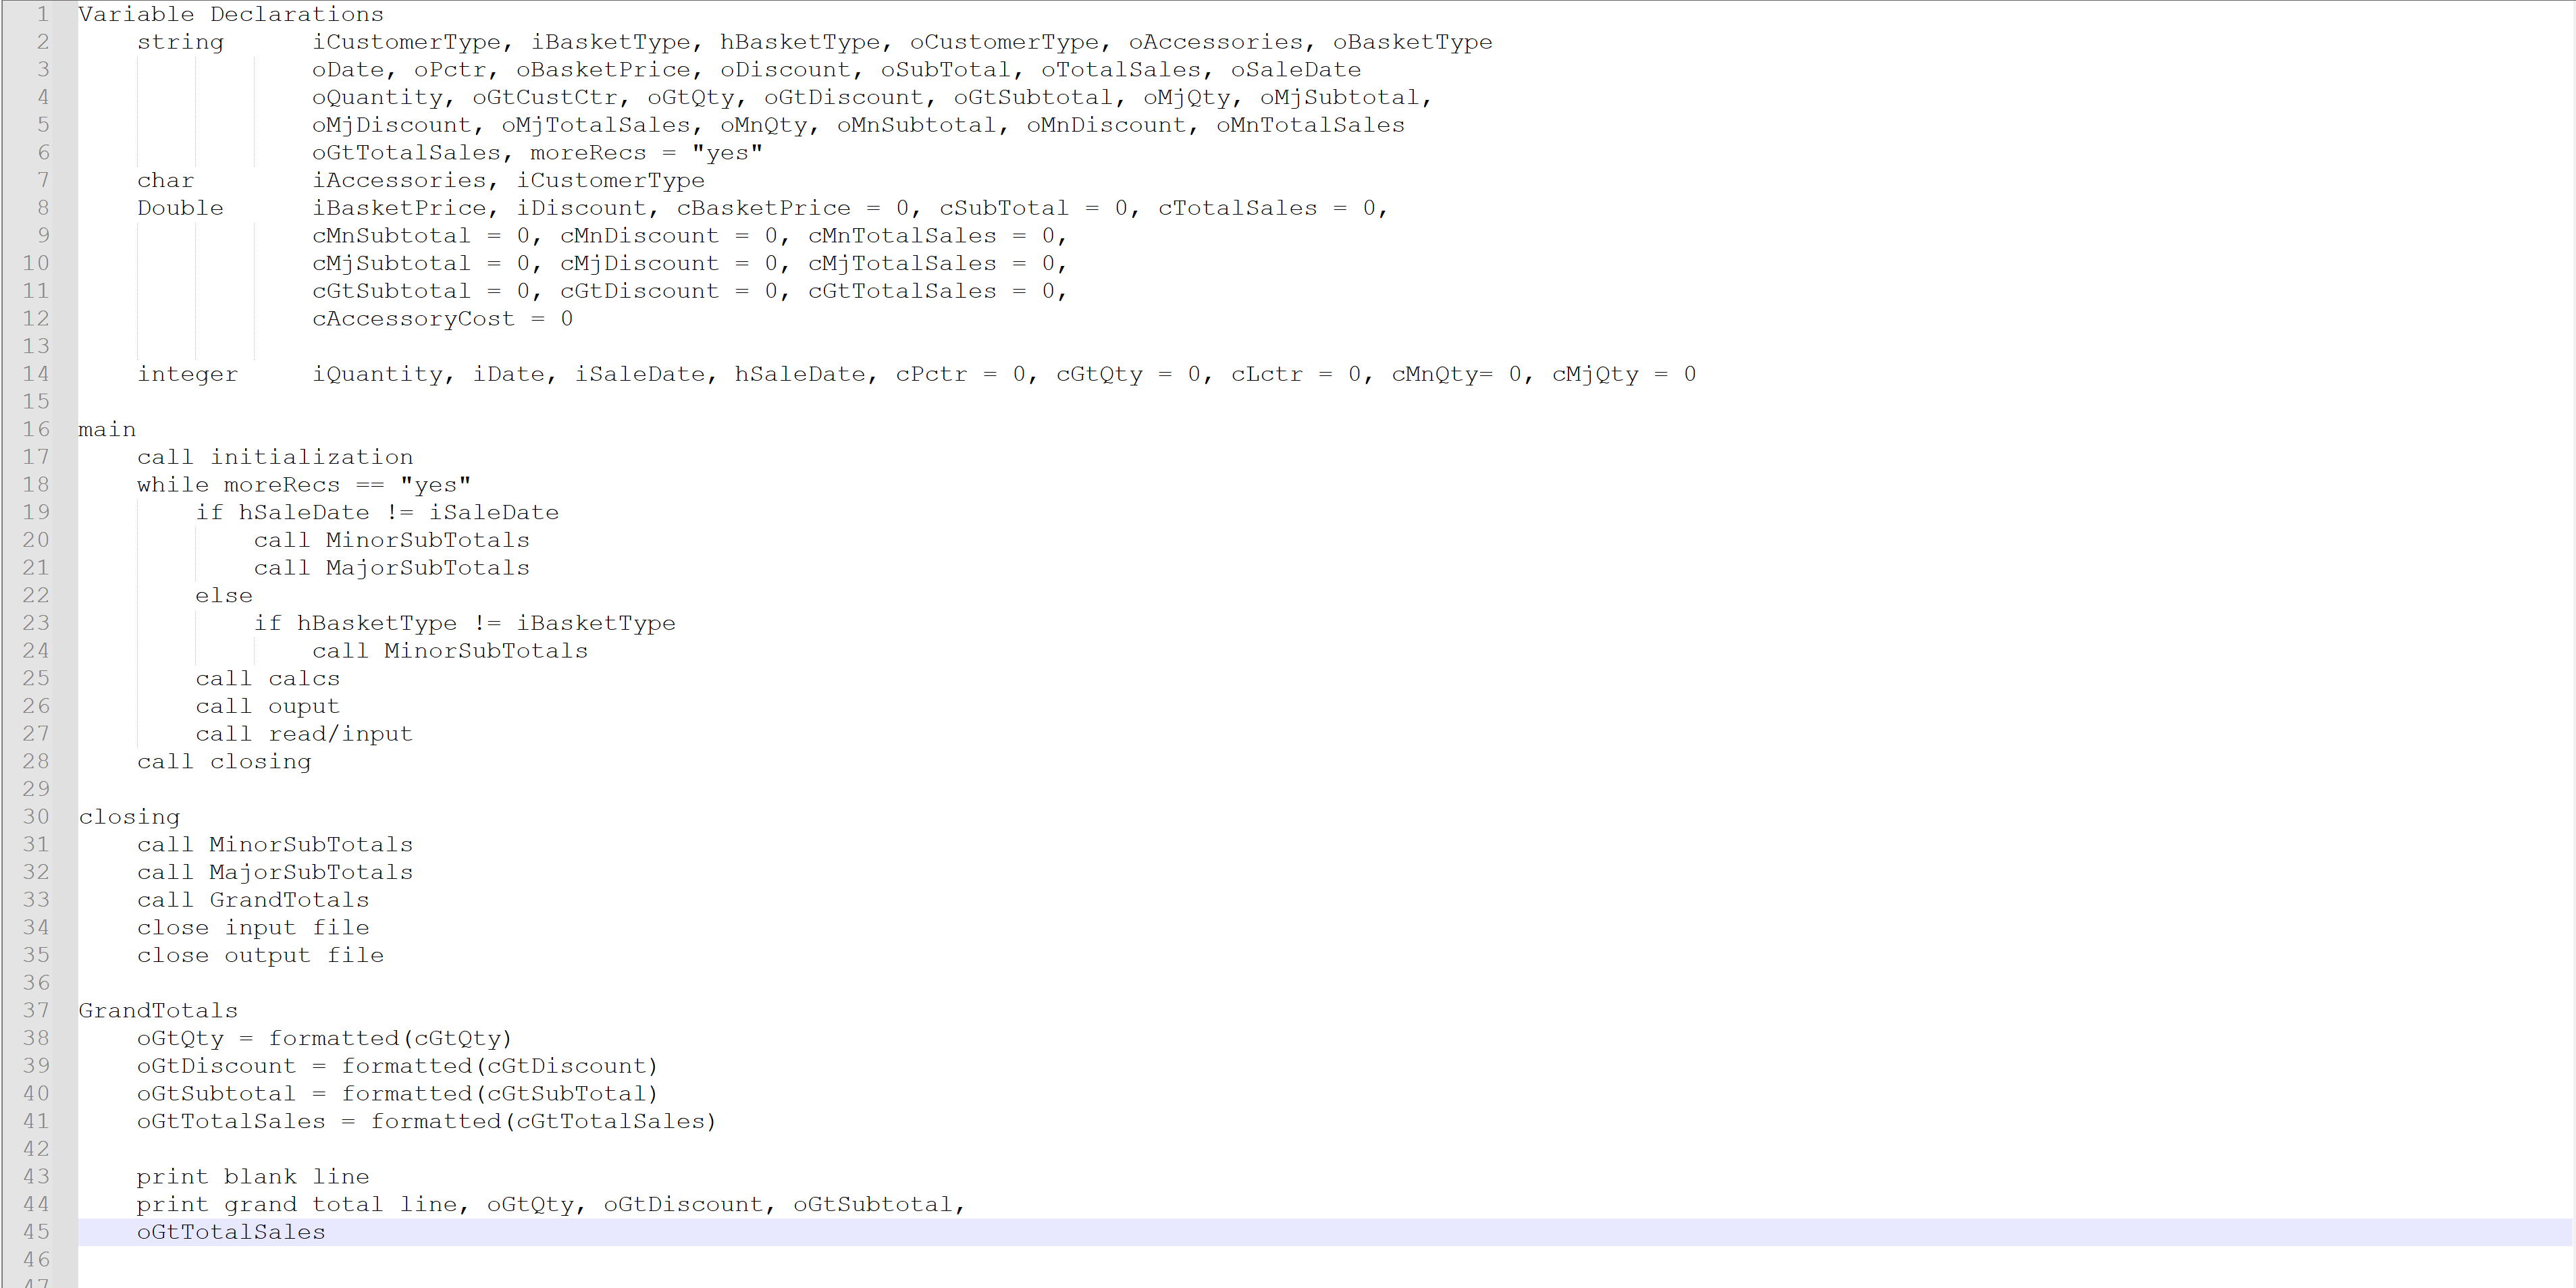 1 Variable Declarations
2 string iCustomerType, iBasketType, hBasketType, oCustomerType, oAccessories, oBasketType
3 oDate, oPctr, oBasketPrice, oDiscount, oSubTotal, oTotalSales, oSaleDate
4 oQuantity, oGtCustCtr, oGtQty, oGtDiscount, oGtSubtotal, oMjQty, oMjSubtotal,
5 oMjDiscount, oMjTotalSales, oMnQty, oMnSubtotal, oMnDiscount, oMnTotalSales
6 oGtTotalSales, moreRecs = "yes"
7 char iAccessories, iCustomerType
8 Double iBasketPrice, iDiscount, cBasketPrice = 0, cSubTotal = 0, cTotalSales = 0,
9 cMnSubtotal = 0, cMnDiscount = 0, cMnTotalSales = 0,
10 cMjSubtotal = 0, cMjDiscount = 0, cMjTotalSales = 0,
11 cGtSubtotal = 0, cGtDiscount = 0, cGtTotalSales = 0,
12 cAccessoryCost = 0
13
14 integer iQuantity, iDate, iSaleDate, hSaleDate, cPctr = 0, cGtQty = 0, cLctr = 0, cMnQty= 0, cMjQty = 0
15
16 main
17 call initialization
18 while moreRecs == "yes"
19 if hSaleDate != iSaleDate
20 call MinorSubTotals
21 call MajorSubTotals
22 else
23 if hBasketType != iBasketType
24 call MinorSubTotals
25 call calcs
26 call ouput
27 call read/input
28 call closing
29
30 closing
31 call MinorSubTotals
32 call MajorSubTotals
33 call GrandTotals
34 close input file
35 close output file
36
37 GrandTotals
38 oGtQty = formatted(cGtQty)
39 oGtDiscount = formatted(cGtDiscount)
40 oGtSubtotal = formatted(cGtSubTotal)
41 oGtTotalSales = formatted(cGtTotalSales)
42
43 print blank line
44 print grand total line, oGtQty, oGtDiscount, oGtSubtotal,
45 oGtTotalSales
46
47